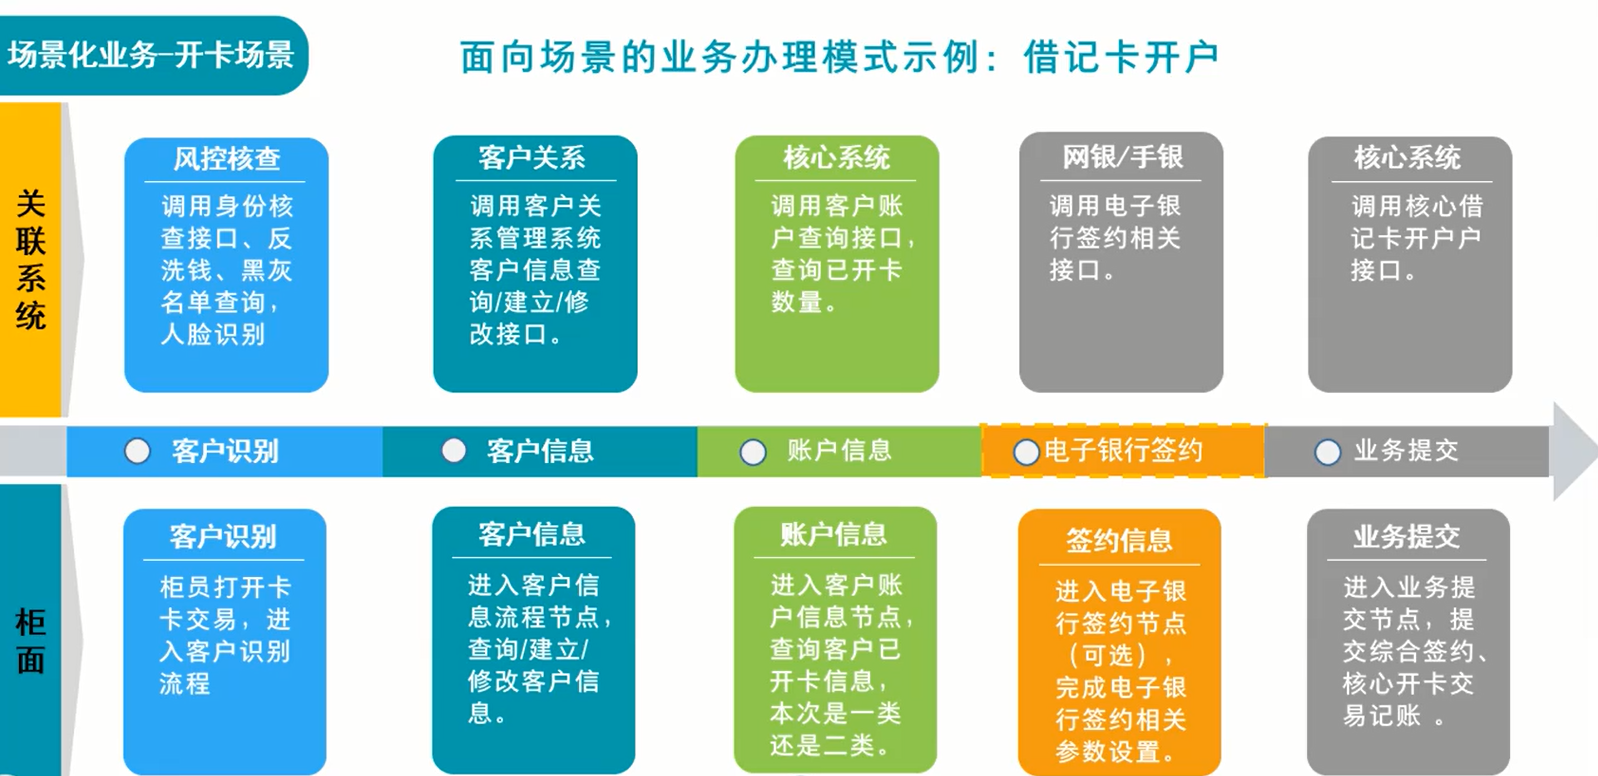 场景化业务-开卡场景
面向场景的业务办理模式示例：借记卡开户
关联系统
风控核查
调用身份核
查接口、反
洗钱、黑灰
名单查询，
人脸识别
客户关系
调用客户关
系管理系统
客户信息查
询/建立/修
改接口。
核心系统
调用客户账
户查询接口，
查询已开卡
数量。
网银/手银
调用电子银
行签约相关
接口。
核心系统
调用核心借
记卡开户户
接口。
客户识别
客户信息
账户信息
电子银行签约
业务提交
柜面
客户识别
柜员打开卡
卡交易，进
入客户识别
流程
客户信息
进入客户信
息流程节点，
查询/建立/
修改客户信
息。
账户信息
进入客户账
户信息节点，
查询客户已
开卡信息，
本次是一类
还是二类。
签约信息
进入电子银
行签约节点
（可选），
完成电子银
行签约相关
参数设置。
业务提交
进入业务提
交节点，提
交综合签约、
核心开卡交
易记账 。